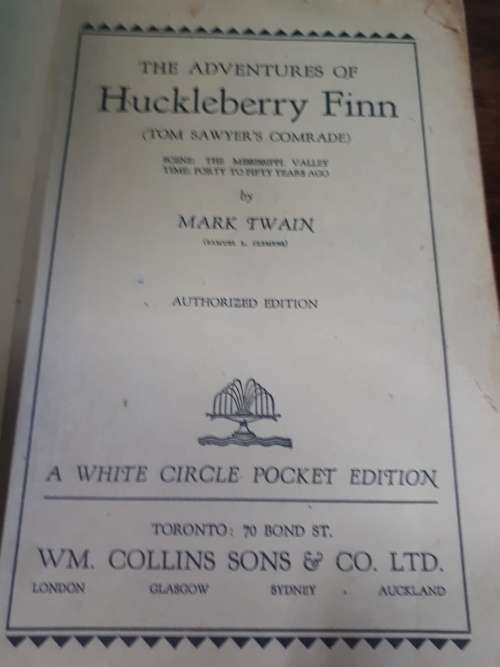 THE ADVENTURES OF
Huckleberry Finn
(TOM SAWYER'S COMRADE)
SCENE: THE MISSISSIPPI VALLEY
TIME: FORTY TO FIFTY YEARS AGO
by
MARK TWAIN
(SAMUEL L. CLEMENS)
AUTHORIZED EDITION
A WHITE CIRCLE POCKET EDITION
TORONTO: 70 BOND ST.
WM. COLLINS SONS & CO. LTD.
LONDON GLASGOW SYDNEY AUCKLAND